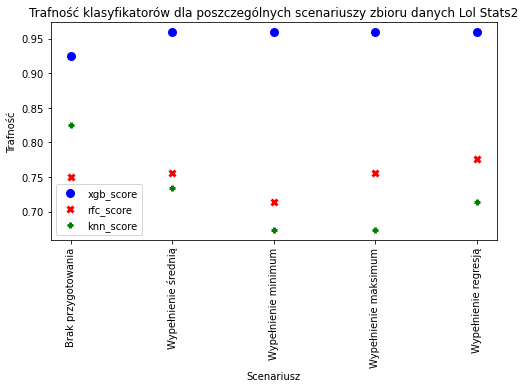 Trafność klasyfikatorów dla poszczególnych scenariuszy zbioru danych Lol Stats2
0.95
0.90
0.85
0.80
0.75
0.70
Trafność
xgb_score
rfc_score
knn_score
Brak przygotowania
Wypełnienie średnią
Wypełnienie minimum
Wypełnienie maksimum
Wypełnienie regresją
Scenariusz